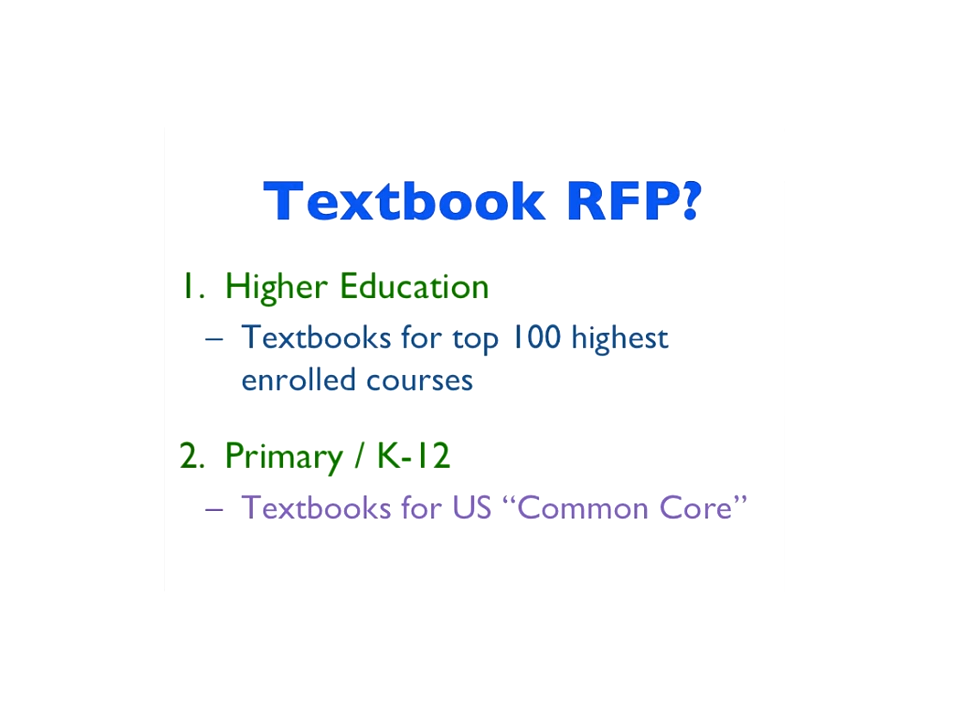 Textbook RFP?
1. Higher Education
– Textbooks for top 100 highest
enrolled courses
2. Primary / K-12
– Textbooks for US “Common Core”